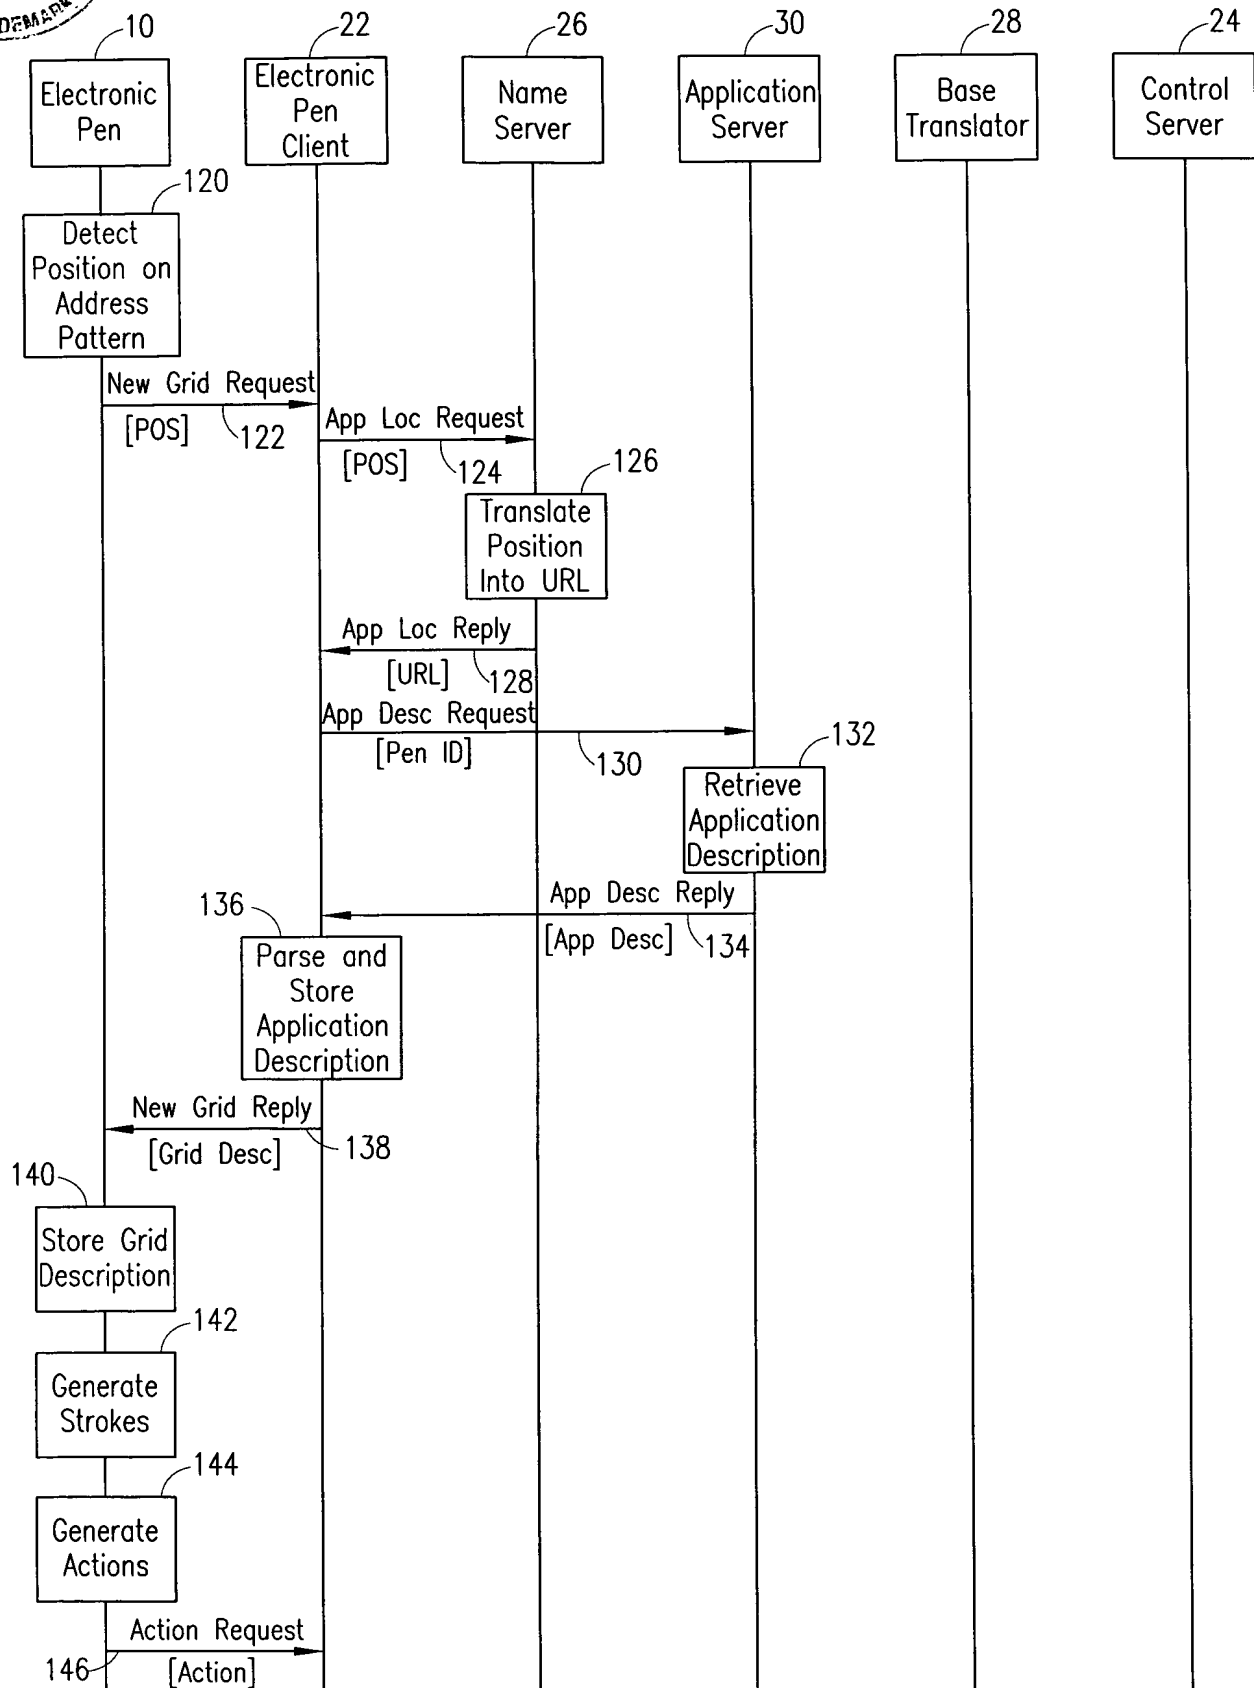 DEMARK
10
22
26
30
28
24
Electronic
Pen
Electronic
Pen
Client
Name
Server
Application
Server
Base
Translator
Control
Server
120
Detect
Position on
Address
Pattern
New Grid Request
[POS]
122
App Loc Request
[POS]
124
126
Translate
Position
Into URL
App Loc Reply
[URL]
128
App Desc Request
[Pen ID]
130
132
Retrieve
Application
Description
App Desc Reply
[App Desc]
134
136
Parse and
Store
Application
Description
New Grid Reply
[Grid Desc]
138
140
Store Grid
Description
142
Generate
Strokes
144
Generate
Actions
Action Request
146
[Action]